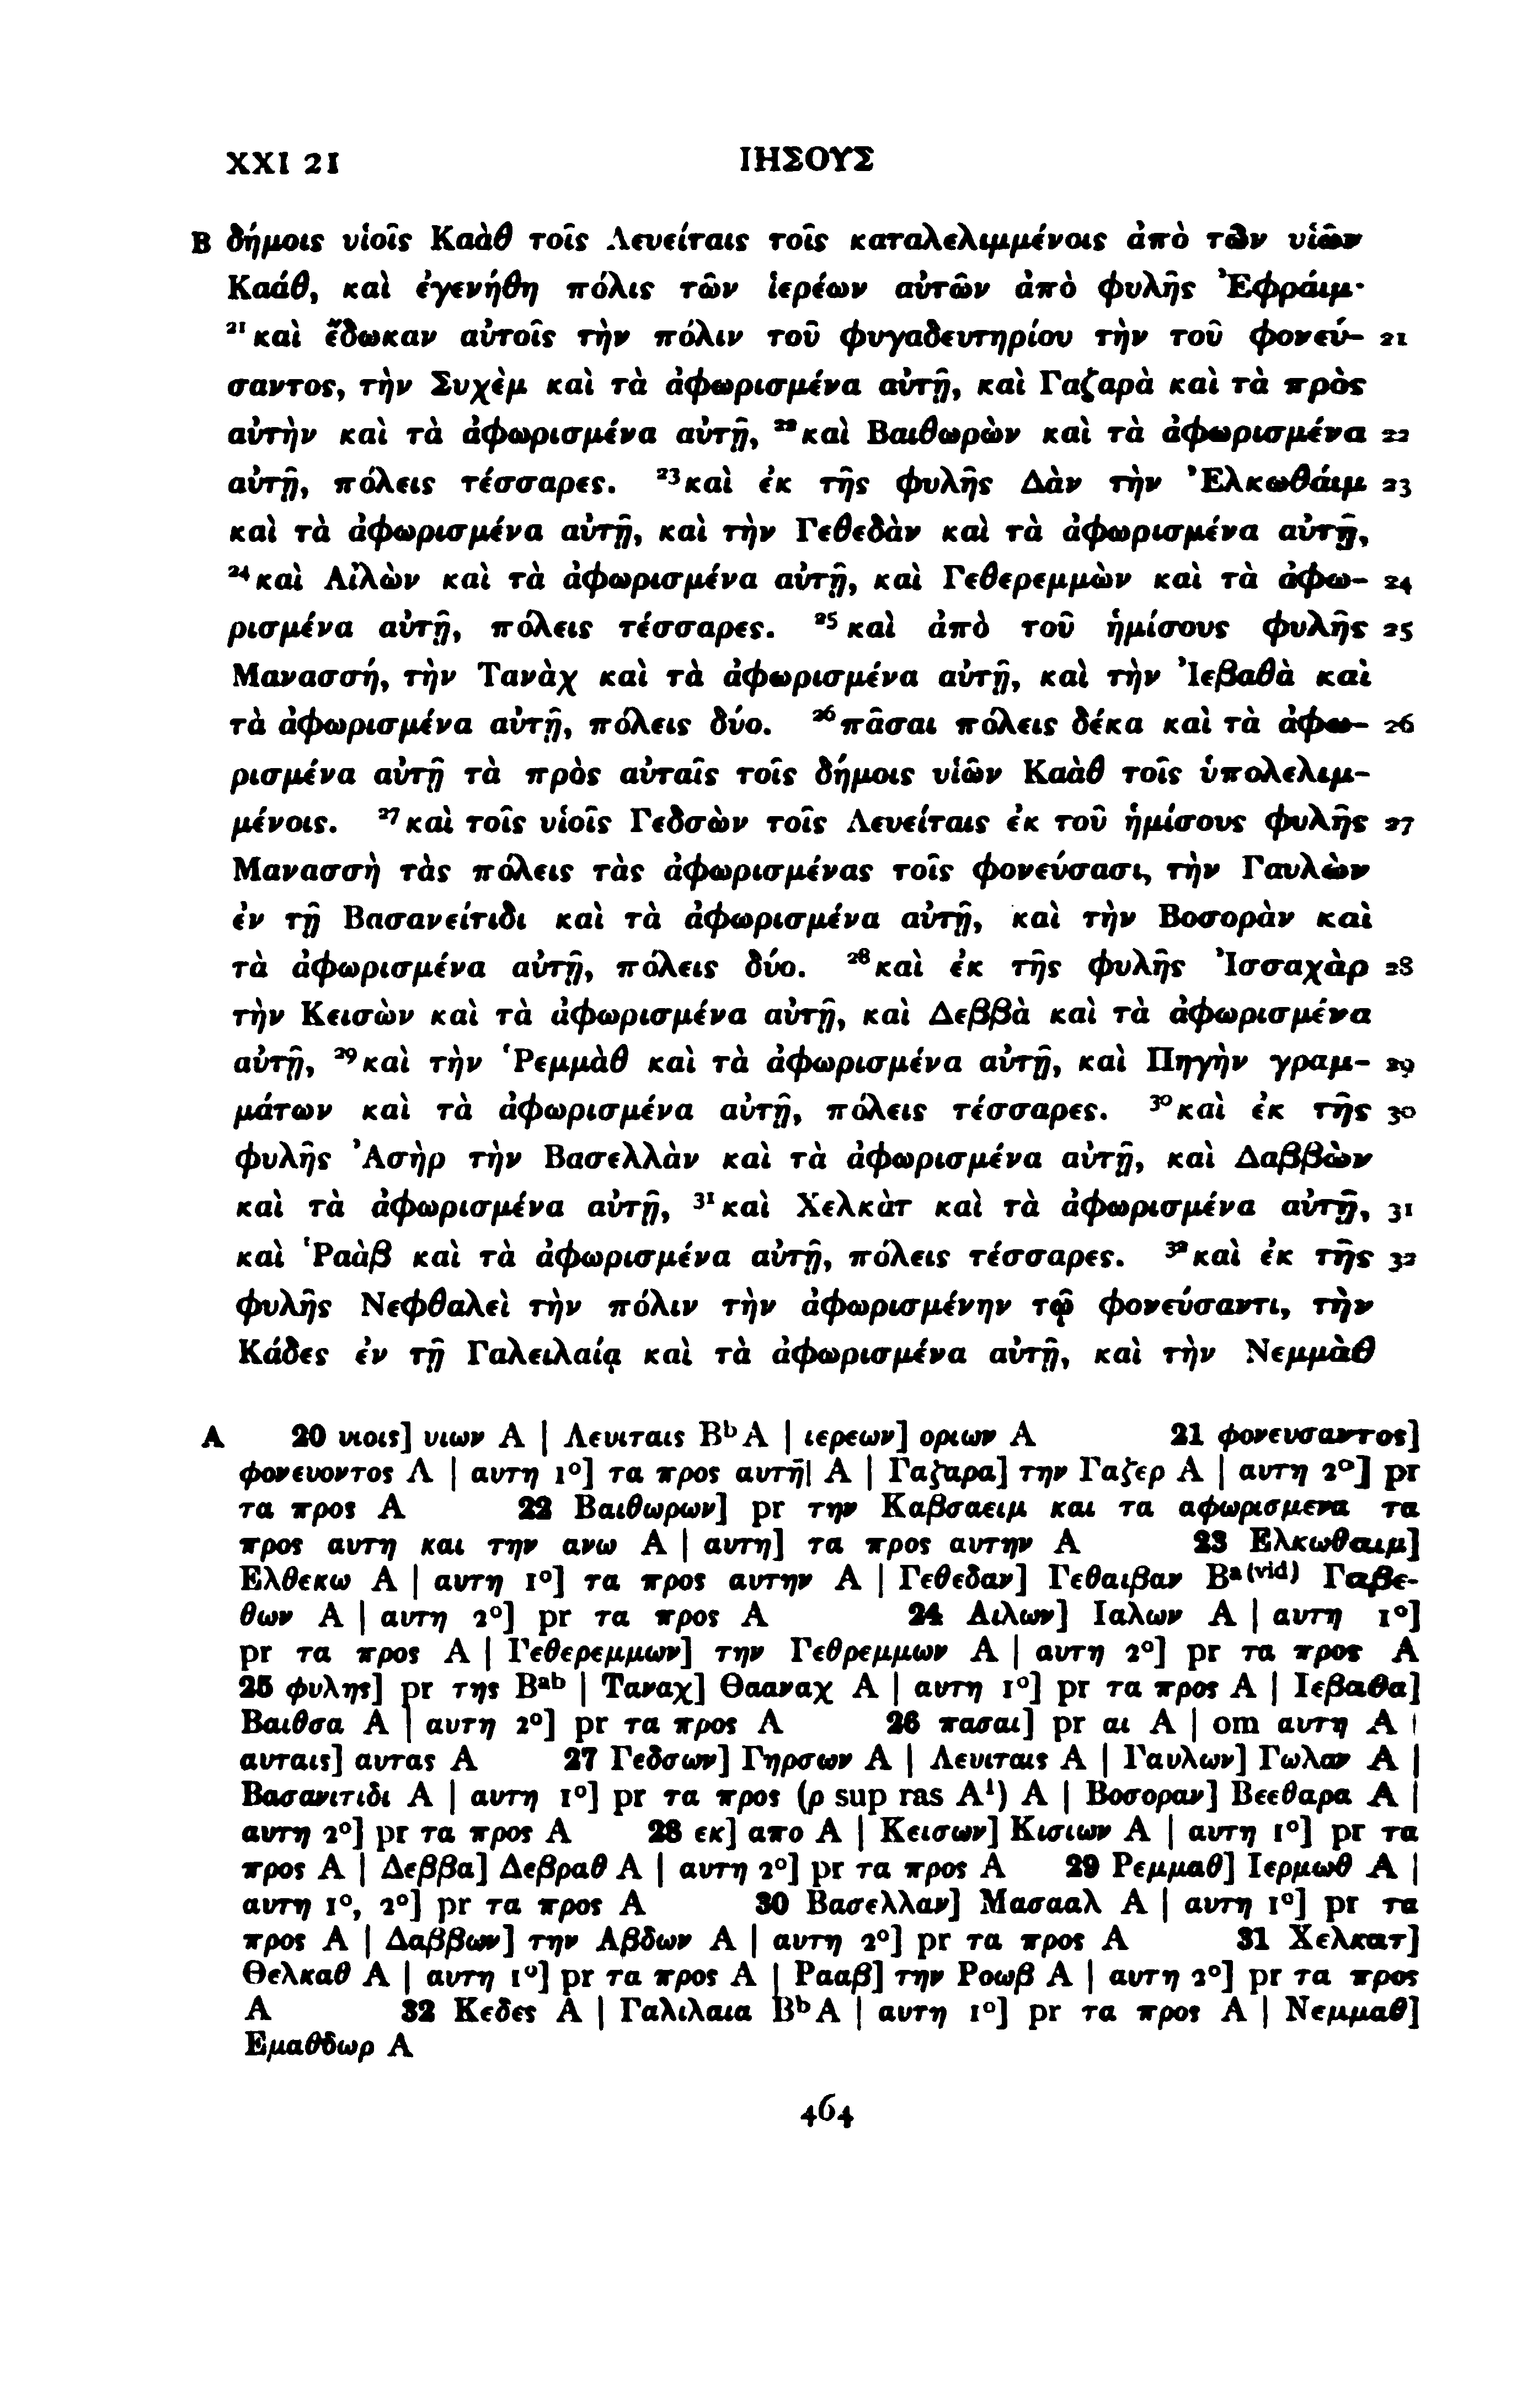 XXI 21 ΙΗΣΟΥΣ
B δήμοις υἱοῖς Καὰθ τοῖς Λευείταις τοῖς καταλελιμμένοις ἀπὸ τῶν υἱῶν
Καάθ, καὶ ἐγενήθη πόλις τῶν ἱερέων αὐτῶν ἀπὸ φυλῆς Ἐφράιμ·
²¹καὶ ἔδωκαν αὐτοῖς τὴν πόλιν τοῦ φυγαδευτηρίου τὴν τοῦ φονεύ- 21
σαντος, τὴν Συχὲμ καὶ τὰ ἀφωρισμένα αὐτῇ, καὶ Γαζαρὰ καὶ τὰ πρὸς
αὐτὴν καὶ τὰ ἀφωρισμένα αὐτῇ, ²²καὶ Βαιθωρὼν καὶ τὰ ἀφωρισμένα 22
αὐτῇ, πόλεις τέσσαρες. ²³καὶ ἐκ τῆς φυλῆς Δὰν τὴν Ἐλκωθάιμ 23
καὶ τὰ ἀφωρισμένα αὐτῇ, καὶ τὴν Γεθεδὰν καὶ τὰ ἀφωρισμένα αὐτῇ,
²⁴καὶ Αἰλὼν καὶ τὰ ἀφωρισμένα αὐτῇ, καὶ Γεθερεμμὼν καὶ τὰ ἀφω- 24
ρισμένα αὐτῇ, πόλεις τέσσαρες. ²⁵καὶ ἀπὸ τοῦ ἡμίσους φυλῆς 25
Μανασσή, τὴν Τανὰχ καὶ τὰ ἀφωρισμένα αὐτῇ, καὶ τὴν Ἰεβαθὰ καὶ
τὰ ἀφωρισμένα αὐτῇ, πόλεις δύο. ²⁶πᾶσαι πόλεις δέκα καὶ τὰ ἀφω- 26
ρισμένα αὐτῇ τὰ πρὸς αὐταῖς τοῖς δήμοις υἱῶν Καὰθ τοῖς ὑπολελιμ-
μένοις. ²⁷καὶ τοῖς υἱοῖς Γεδσὼν τοῖς Λευείταις ἐκ τοῦ ἡμίσους φυλῆς 27
Μανασσὴ τὰς πόλεις τὰς ἀφωρισμένας τοῖς φονεύσασι, τὴν Γαυλὼν
ἐν τῇ Βασανείτιδι καὶ τὰ ἀφωρισμένα αὐτῇ, καὶ τὴν Βοσορὰν καὶ
τὰ ἀφωρισμένα αὐτῇ, πόλεις δύο. ²⁸καὶ ἐκ τῆς φυλῆς Ἰσσαχὰρ 28
τὴν Κεισὼν καὶ τὰ ἀφωρισμένα αὐτῇ, καὶ Δεββὰ καὶ τὰ ἀφωρισμένα
αὐτῇ, ²⁹καὶ τὴν Ῥεμμὰθ καὶ τὰ ἀφωρισμένα αὐτῇ, καὶ Πηγὴν γραμ- 29
μάτων καὶ τὰ ἀφωρισμένα αὐτῇ, πόλεις τέσσαρες. ³⁰καὶ ἐκ τῆς 30
φυλῆς Ἀσὴρ τὴν Βασελλὰν καὶ τὰ ἀφωρισμένα αὐτῇ, καὶ Δαββὼν
καὶ τὰ ἀφωρισμένα αὐτῇ, ³¹καὶ Χελκὰτ καὶ τὰ ἀφωρισμένα αὐτῇ, 31
καὶ Ῥαὰβ καὶ τὰ ἀφωρισμένα αὐτῇ, πόλεις τέσσαρες. ³²καὶ ἐκ τῆς 32
φυλῆς Νεφθαλεὶ τὴν πόλιν τὴν ἀφωρισμένην τῷ φονεύσαντι, τὴν
Κάδες ἐν τῇ Γαλειλαίᾳ καὶ τὰ ἀφωρισμένα αὐτῇ, καὶ τὴν Νεμμὰθ
A 20 υιοις] υιων A | Λευιταις Bᵇ A | ιερεων] οριων A 21 φονευσαντος]
φονευοντος A | αυτη 1°] τα προς αυτη̄| A | Γαζαρα] την Γαζερ A | αυτη 2°] pr
τα προς A 22 Βαιθωρων] pr την Καβσαειμ και τα αφωρισμενα τα
προς αυτη και την ανω A | αυτη] τα προς αυτην A 23 Ελκωθαιμ]
Ελθεκω A | αυτη 1°] τα προς αυτην A | Γεθεδαν] Γεθαιβαν Bᵃ⁽ᵛⁱᵈ⁾ Γαβε-
θων A | αυτη 2°] pr τα προς A 24 Αιλων] Ιαλων A | αυτη 1°]
pr τα προς A | Γεθερεμμων] την Γεθρεμμων A | αυτη 2°] pr τα προς A
25 φυλης] pr της Bᵃᵇ | Ταναχ] Θααναχ A | αυτη 1°] pr τα προς A | Ιεβαθα]
Βαιθσα A | αυτη 2°] pr τα προς A 26 πασαι] pr αι A | om αυτη A |
αυταις] αυτας A 27 Γεδσων] Γηρσων A | Λευιταις A | Γαυλων] Γωλαν A |
Βασανιτιδι A | αυτη 1°] pr τα προς (ρ sup ras A¹) A | Βοσοραν] Βεεθαρα A |
αυτη 2°] pr τα προς A 28 εκ] απο A | Κεισων] Κισιων A | αυτη 1°] pr τα
προς A | Δεββα] Δεβραθ A | αυτη 2°] pr τα προς A 29 Ρεμμαθ] Ιερμωθ A |
αυτη 1°, 2°] pr τα προς A 30 Βασελλαν] Μασααλ A | αυτη 1°] pr τα
προς A | Δαββων] την Αβδων A | αυτη 2°] pr τα προς A 31 Χελκατ]
Θελκαθ A | αυτη 1°] pr τα προς A | Ρααβ] την Ροωβ A | αυτη 2°] pr τα προς
A 32 Κεδες A | Γαλιλαια Bᵇ A | αυτη 1°] pr τα προς A | Νεμμαθ]
Εμαθδωρ A
464